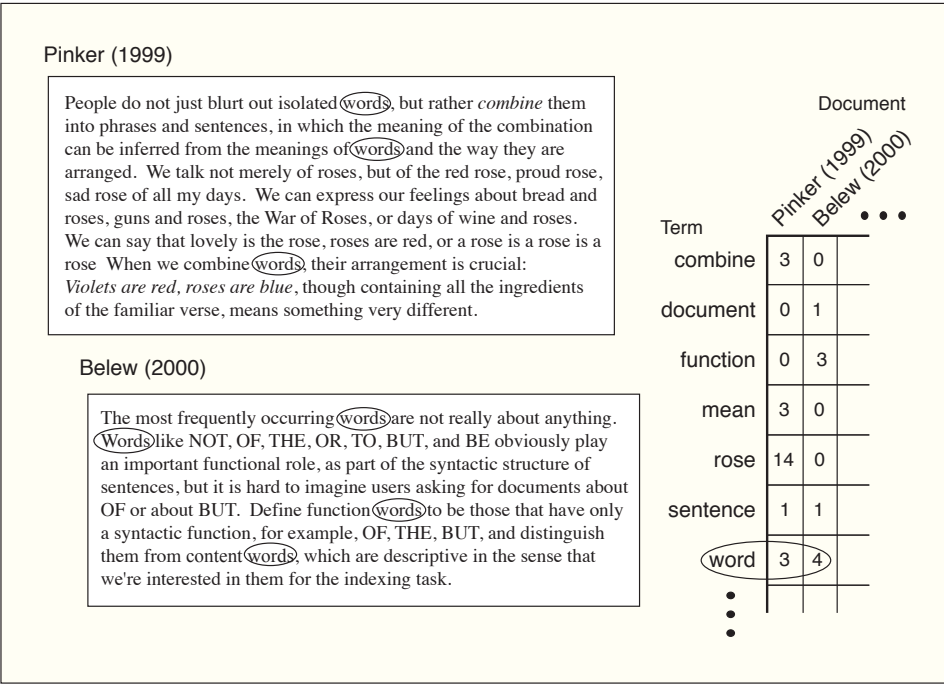 Pinker (1999)
People do not just blurt out isolated words, but rather combine them
into phrases and sentences, in which the meaning of the combination
can be inferred from the meanings of words and the way they are
arranged. We talk not merely of roses, but of the red rose, proud rose,
sad rose of all my days. We can express our feelings about bread and
roses, guns and roses, the War of Roses, or days of wine and roses.
We can say that lovely is the rose, roses are red, or a rose is a rose is a
rose When we combine words, their arrangement is crucial:
Violets are red, roses are blue, though containing all the ingredients
of the familiar verse, means something very different.
Belew (2000)
The most frequently occurring words are not really about anything.
Words like NOT, OF, THE, OR, TO, BUT, and BE obviously play
an important functional role, as part of the syntactic structure of
sentences, but it is hard to imagine users asking for documents about
OF or about BUT. Define function words to be those that have only
a syntactic function, for example, OF, THE, BUT, and distinguish
them from content words, which are descriptive in the sense that
we're interested in them for the indexing task.
Document
Pinker (1999)
Belew (2000)
Term
combine 3 0
document 0 1
function 0 3
mean 3 0
rose 14 0
sentence 1 1
word 3 4